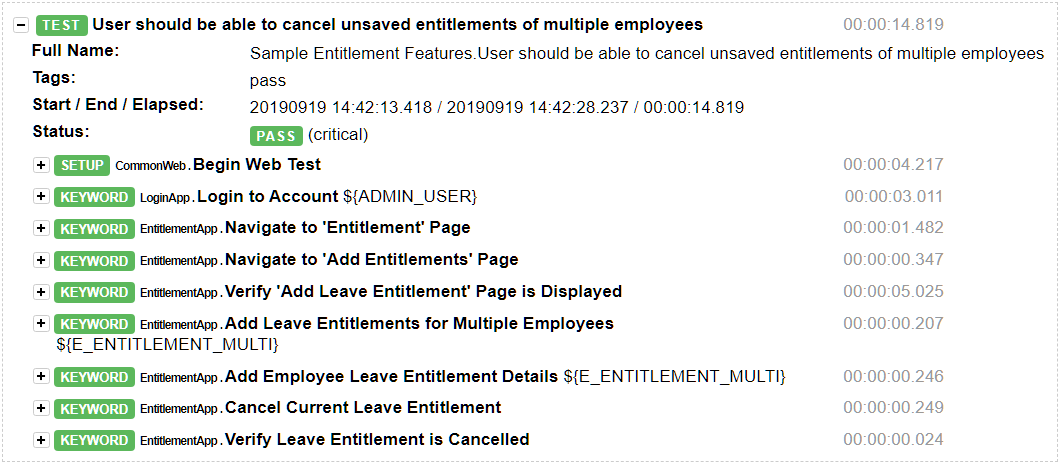 TEST User should be able to cancel unsaved entitlements of multiple employees 00:00:14.819
Full Name: Sample Entitlement Features.User should be able to cancel unsaved entitlements of multiple employees
Tags: pass
Start / End / Elapsed: 20190919 14:42:13.418 / 20190919 14:42:28.237 / 00:00:14.819
Status: PASS (critical)
+ SETUP CommonWeb.Begin Web Test 00:00:04.217
+ KEYWORD LoginApp.Login to Account ${ADMIN_USER} 00:00:03.011
+ KEYWORD EntitlementApp.Navigate to 'Entitlement' Page 00:00:01.482
+ KEYWORD EntitlementApp.Navigate to 'Add Entitlements' Page 00:00:00.347
+ KEYWORD EntitlementApp.Verify 'Add Leave Entitlement' Page is Displayed 00:00:05.025
+ KEYWORD EntitlementApp.Add Leave Entitlements for Multiple Employees 00:00:00.207
${E_ENTITLEMENT_MULTI}
+ KEYWORD EntitlementApp.Add Employee Leave Entitlement Details ${E_ENTITLEMENT_MULTI} 00:00:00.246
+ KEYWORD EntitlementApp.Cancel Current Leave Entitlement 00:00:00.249
+ KEYWORD EntitlementApp.Verify Leave Entitlement is Cancelled 00:00:00.024